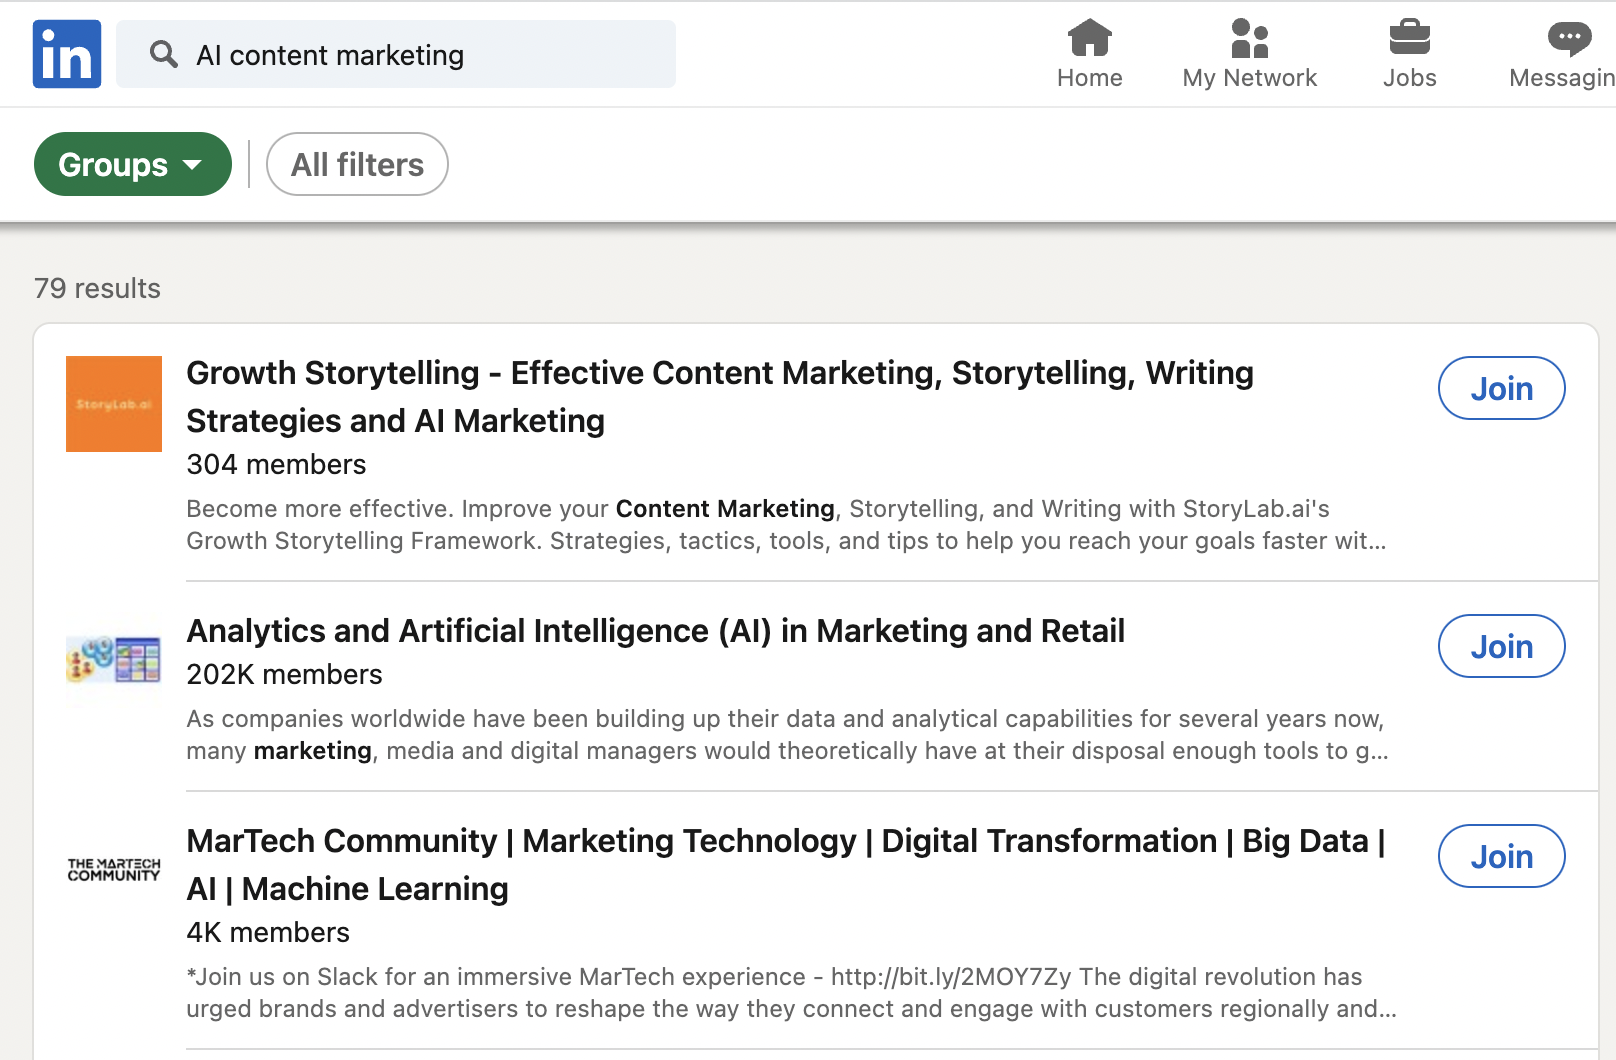 in
AI content marketing
Home
My Network
Jobs
Messagin
Groups
All filters
79 results
StoryLab.ai
Growth Storytelling - Effective Content Marketing, Storytelling, Writing
Strategies and AI Marketing
304 members
Join
Become more effective. Improve your Content Marketing, Storytelling, and Writing with StoryLab.ai's
Growth Storytelling Framework. Strategies, tactics, tools, and tips to help you reach your goals faster wit...
Analytics and Artificial Intelligence (AI) in Marketing and Retail
202K members
Join
As companies worldwide have been building up their data and analytical capabilities for several years now,
many marketing, media and digital managers would theoretically have at their disposal enough tools to g...
THE MARTECH
COMMUNITY
MarTech Community | Marketing Technology | Digital Transformation | Big Data |
AI | Machine Learning
4K members
Join
*Join us on Slack for an immersive MarTech experience - http://bit.ly/2MOY7Zy The digital revolution has
urged brands and advertisers to reshape the way they connect and engage with customers regionally and...